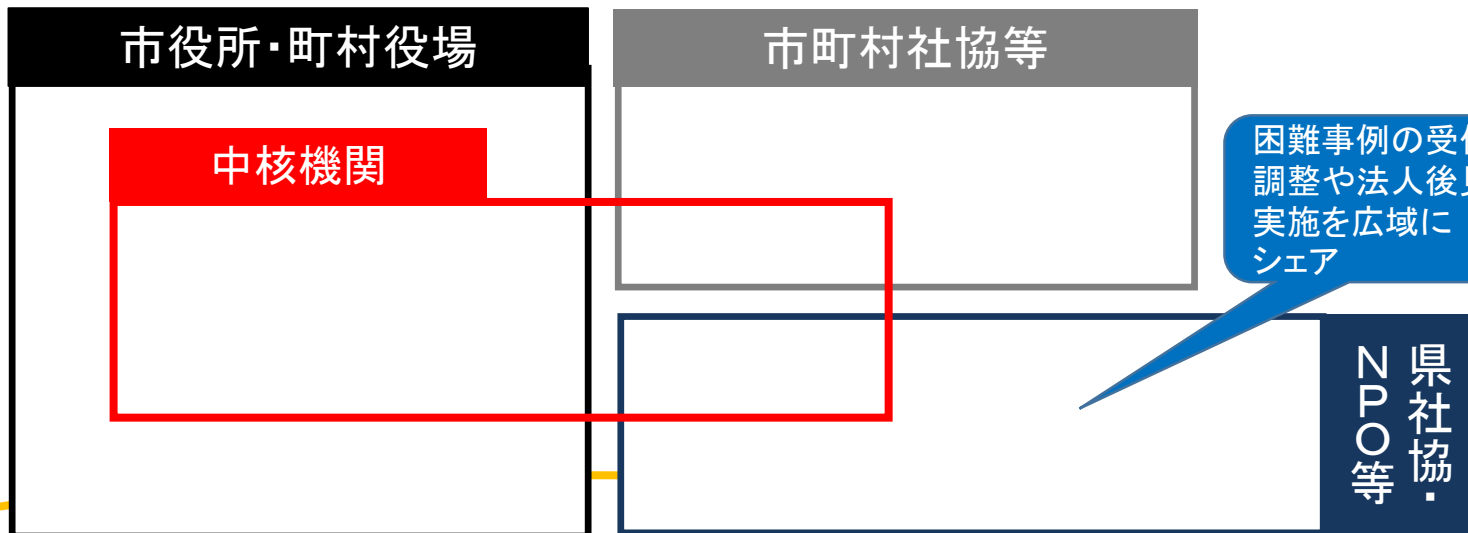 市役所・町村役場
市町村社協等
中核機関
困難事例の受
調整や法人後
実施を広域に
シェア
県社協・
ＮＰＯ等